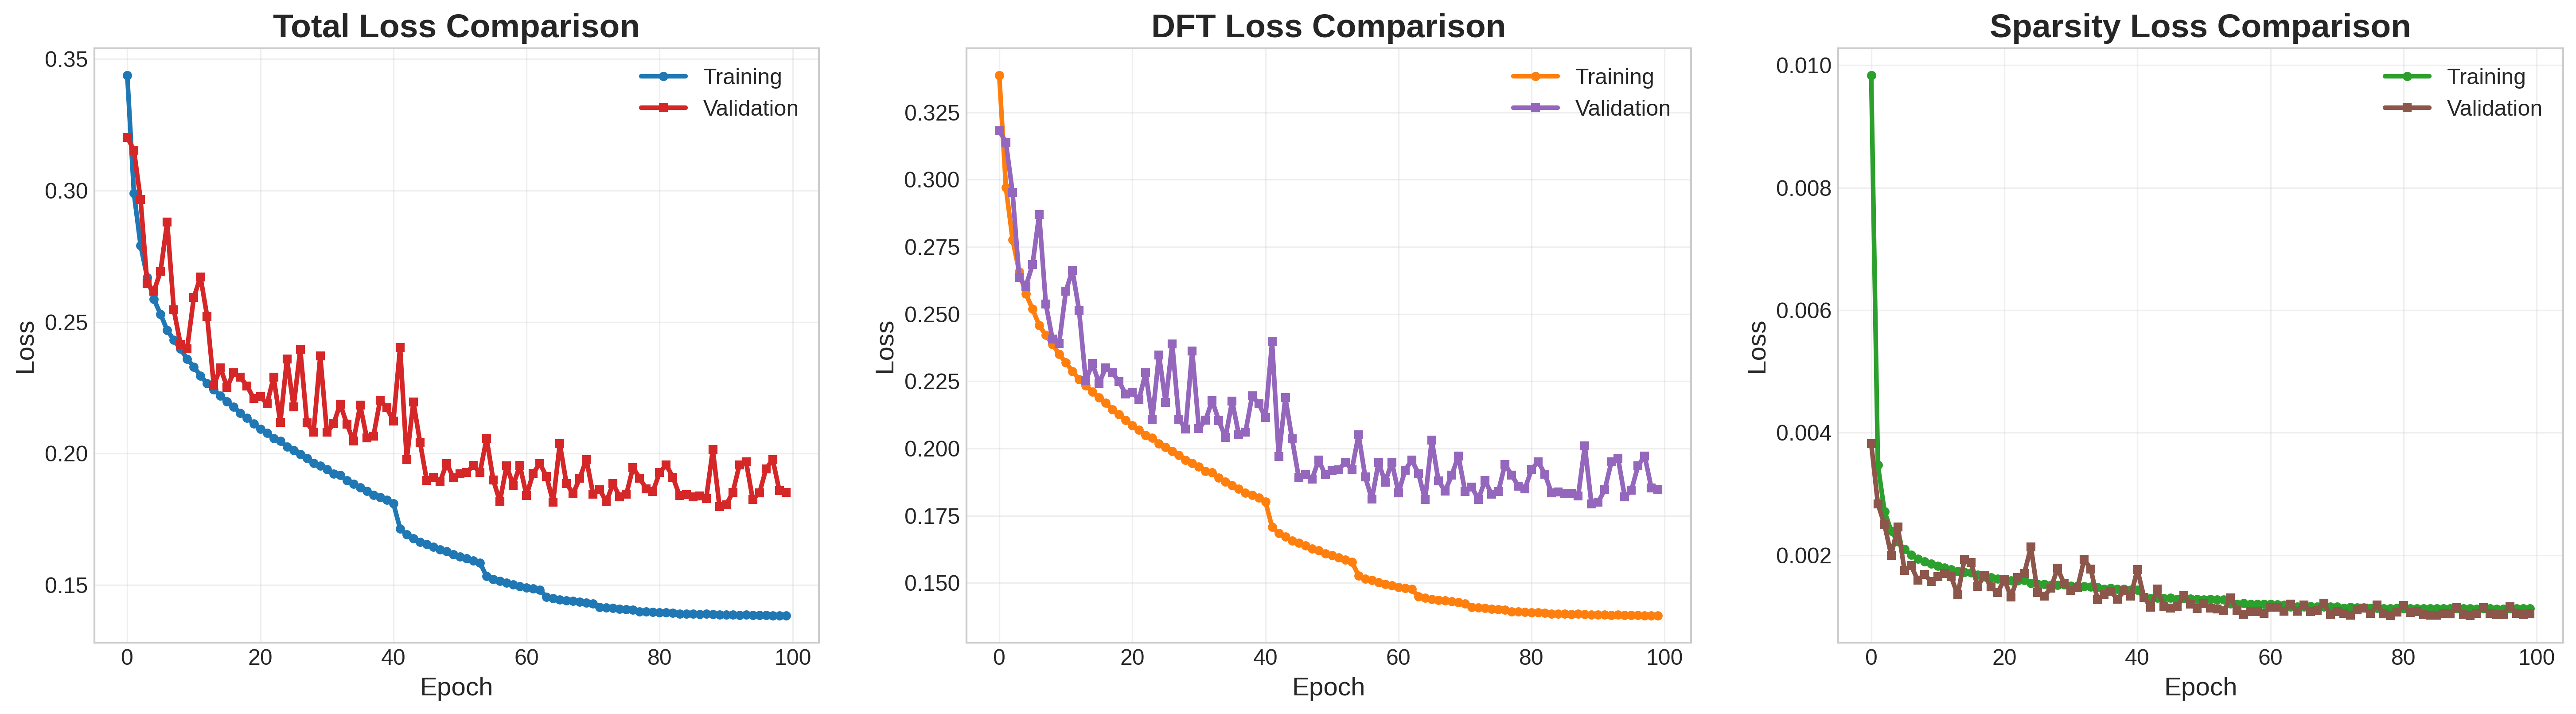 Total Loss Comparison
0.35
0.30
0.25
0.20
0.15
Loss
Training
Validation
0 20 40 60 80 100
Epoch
DFT Loss Comparison
0.325
0.300
0.275
0.250
0.225
0.200
0.175
0.150
Loss
Training
Validation
0 20 40 60 80 100
Epoch
Sparsity Loss Comparison
0.010
0.008
0.006
0.004
0.002
Loss
Training
Validation
0 20 40 60 80 100
Epoch